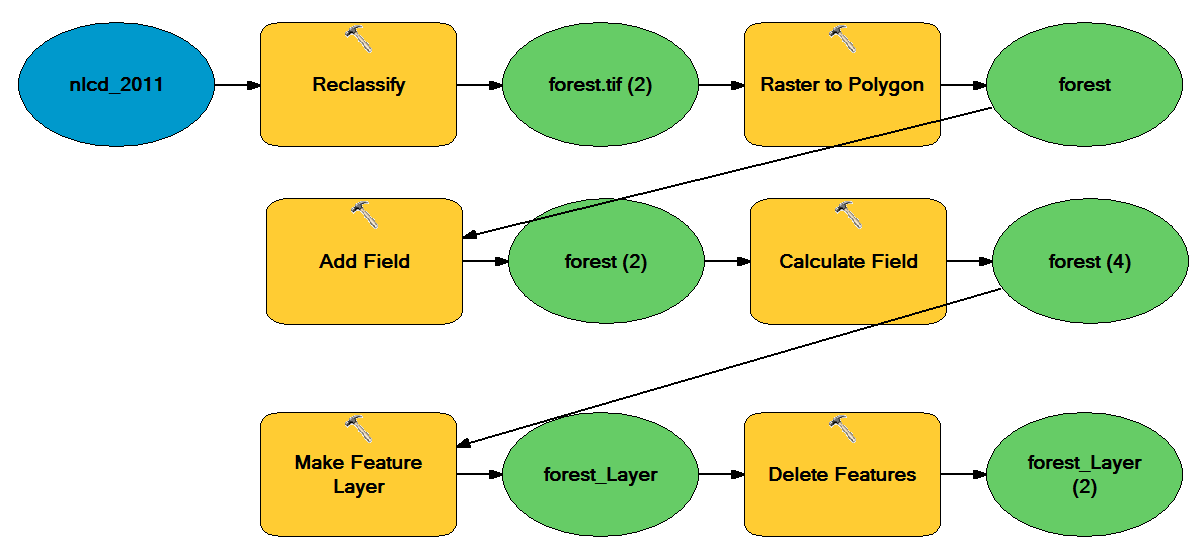 nlcd_2011
Reclassify
forest.tif (2)
Raster to Polygon
forest
Add Field
forest (2)
Calculate Field
forest (4)
Make Feature
Layer
forest_Layer
Delete Features
forest_Layer
(2)